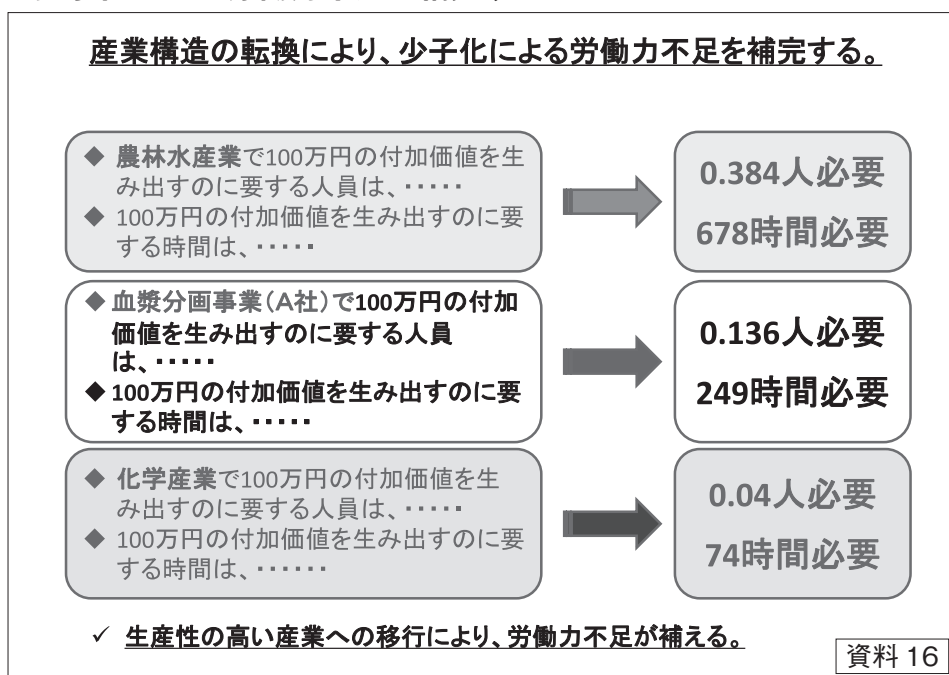 産業構造の転換により、少子化による労働力不足を補完する。
◆ 農林水産業で100万円の付加価値を生
み出すのに要する人員は、・・・・・
◆ 100万円の付加価値を生み出すのに要
する時間は、・・・・・
0.384人必要
678時間必要
◆ 血漿分画事業(A社)で100万円の付加
価値を生み出すのに要する人員
は、・・・・・
◆ 100万円の付加価値を生み出すのに要
する時間は、・・・・・
0.136人必要
249時間必要
◆ 化学産業で100万円の付加価値を生
み出すのに要する人員は、・・・・・
◆ 100万円の付加価値を生み出すのに要
する時間は、・・・・・・
0.04人必要
74時間必要
✓ 生産性の高い産業への移行により、労働力不足が補える。
資料 16